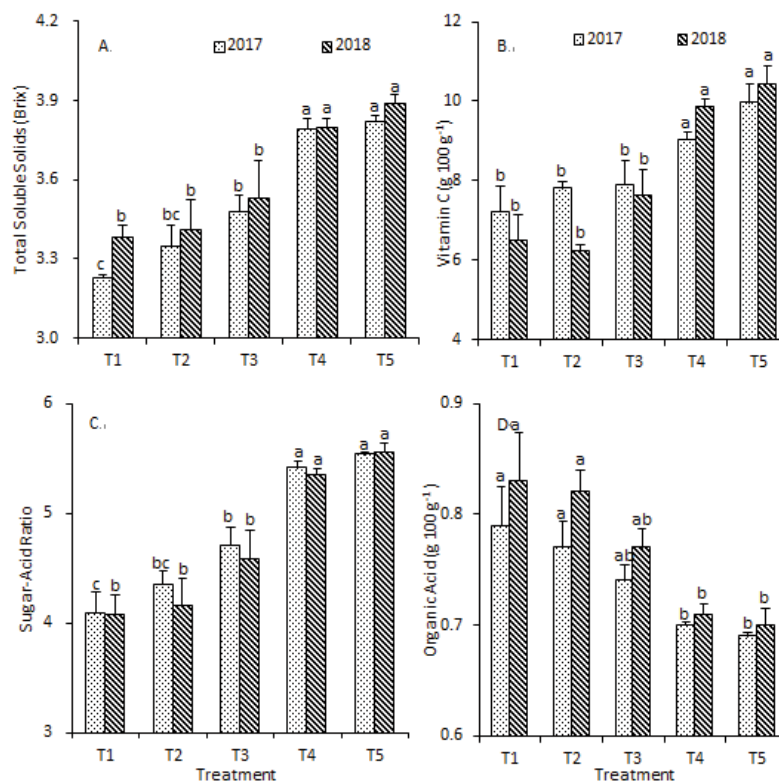 A.
2017 2018
Total Soluble Solids (Brix)
4.2
3.9
3.6
3.3
3.0
c b bc b b b a a a a
T1 T2 T3 T4 T5
B.
2017 2018
Vitamin C (g 100 g-1)
12
10
8
6
4
b b b b b b a a a a
T1 T2 T3 T4 T5
C.
Sugar-Acid Ratio
6
5
4
3
c b bc b b b a a a a
T1 T2 T3 T4 T5
Treatment
D
Organic Acid (g 100 g-1)
0.9
0.8
0.7
0.6
a a a a ab ab b b b b
T1 T2 T3 T4 T5
Treatment